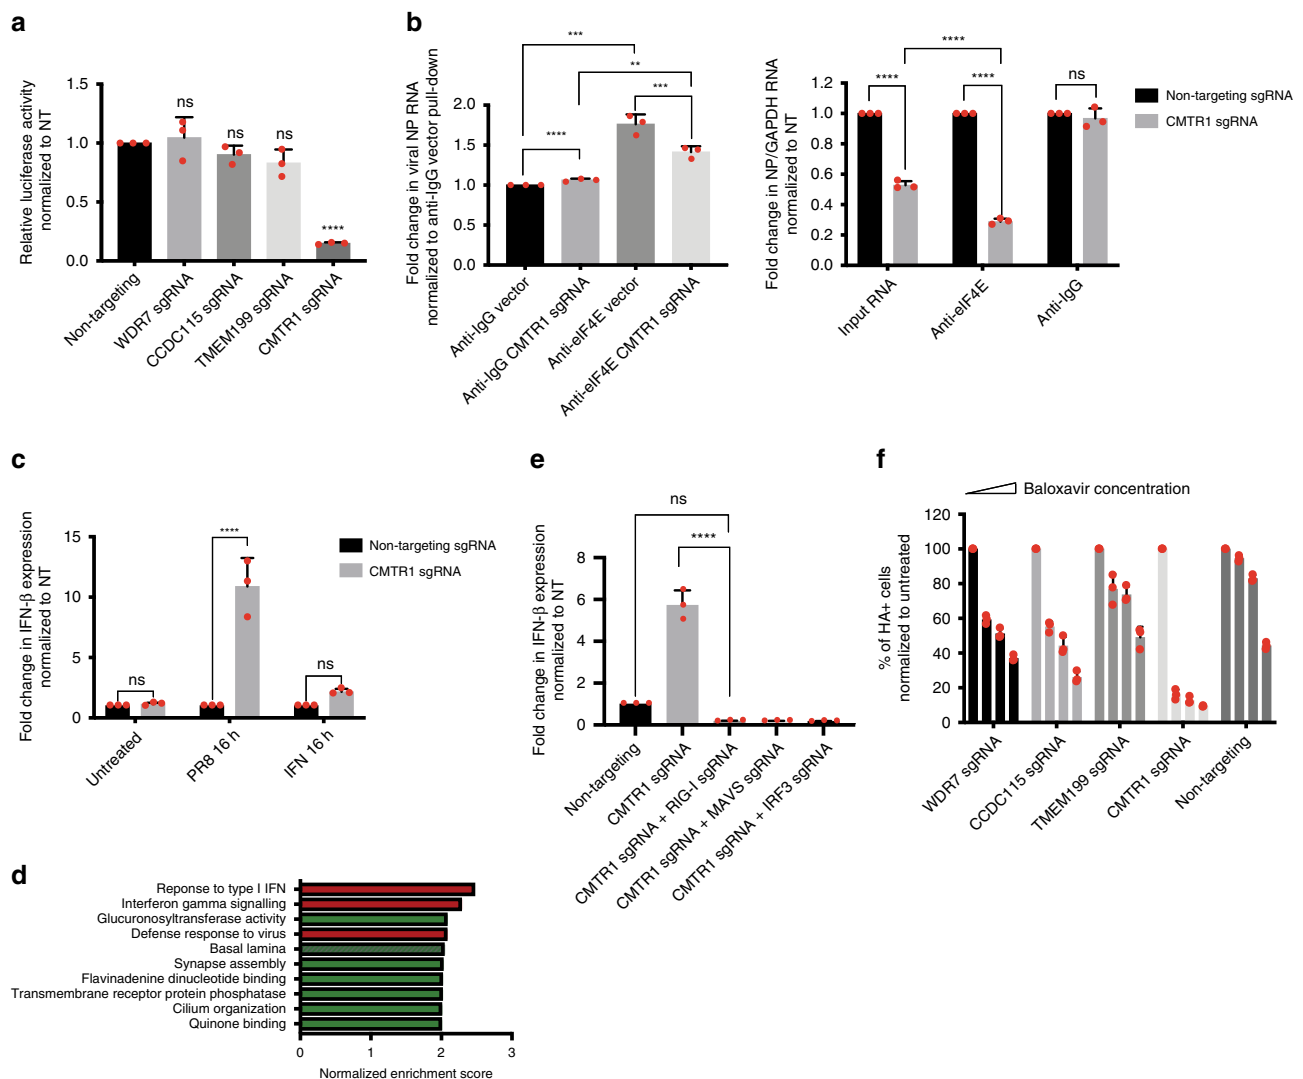 a
Relative luciferase activity
normalized to NT
1.5
1.0
0.5
0.0
ns
ns
ns
****
Non-targeting
WDR7 sgRNA
CCDC115 sgRNA
TMEM199 sgRNA
CMTR1 sgRNA
b
Fold change in viral NP RNA
normalized to anti-IgG vector pull-down
2.0
1.5
1.0
0.5
0.0
***
**
***
****
Anti-IgG vector
Anti-IgG CMTR1 sgRNA
Anti-eIF4E vector
Anti-eIF4E CMTR1 sgRNA
Fold change in NP/GAPDH RNA
normalized to NT
1.2
1.0
0.8
0.6
0.4
0.2
0.0
****
****
****
ns
Input RNA
Anti-eIF4E
Anti-IgG
Non-targeting sgRNA
CMTR1 sgRNA
c
Fold change in IFN-β expression
normalized to NT
15
10
5
0
ns
****
ns
Untreated
PR8 16 h
IFN 16 h
Non-targeting sgRNA
CMTR1 sgRNA
e
Fold change in IFN-β expression
normalized to NT
8
6
4
2
0
ns
****
Non-targeting
CMTR1 sgRNA
CMTR1 sgRNA + RIG-I sgRNA
CMTR1 sgRNA + MAVS sgRNA
CMTR1 sgRNA + IRF3 sgRNA
f
Baloxavir concentration
% of HA+ cells
normalized to untreated
120
100
80
60
40
20
0
WDR7 sgRNA
CCDC115 sgRNA
TMEM199 sgRNA
CMTR1 sgRNA
Non-targeting
d
Reponse to type I IFN
Interferon gamma signalling
Glucuronosyltransferase activity
Defense response to virus
Basal lamina
Synapse assembly
Flavinadenine dinucleotide binding
Transmembrane receptor protein phosphatase
Cilium organization
Quinone binding
0
1
2
3
Normalized enrichment score